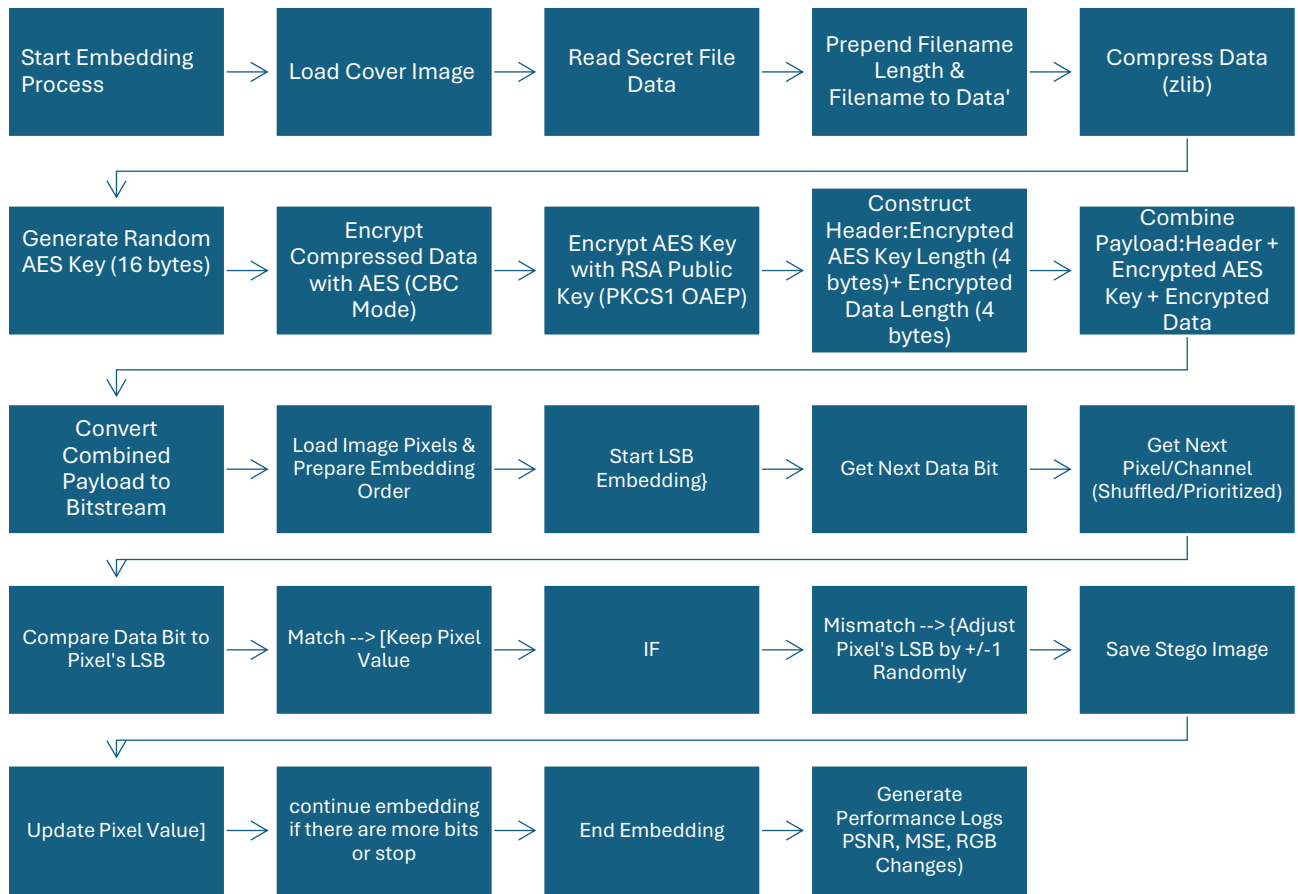 Start Embedding
Process
Load Cover Image
Read Secret File
Data
Prepend Filename
Length &
Filename to Data'
Compress Data
(zlib)
Generate Random
AES Key (16 bytes)
Encrypt
Compressed Data
with AES (CBC
Mode)
Encrypt AES Key
with RSA Public
Key (PKCS1 OAEP)
Construct
Header:Encrypted
AES Key Length (4
bytes)+ Encrypted
Data Length (4
bytes)
Combine
Payload:Header +
Encrypted AES
Key + Encrypted
Data
Convert
Combined
Payload to
Bitstream
Load Image Pixels &
Prepare Embedding
Order
Start LSB
Embedding}
Get Next Data Bit
Get Next
Pixel/Channel
(Shuffled/Prioritized)
Compare Data Bit to
Pixel's LSB
Match --> [Keep Pixel
Value
IF
Mismatch --> {Adjust
Pixel's LSB by +/-1
Randomly
Save Stego Image
Update Pixel Value]
continue embedding
if there are more bits
or stop
End Embedding
Generate
Performance Logs
PSNR, MSE, RGB
Changes)